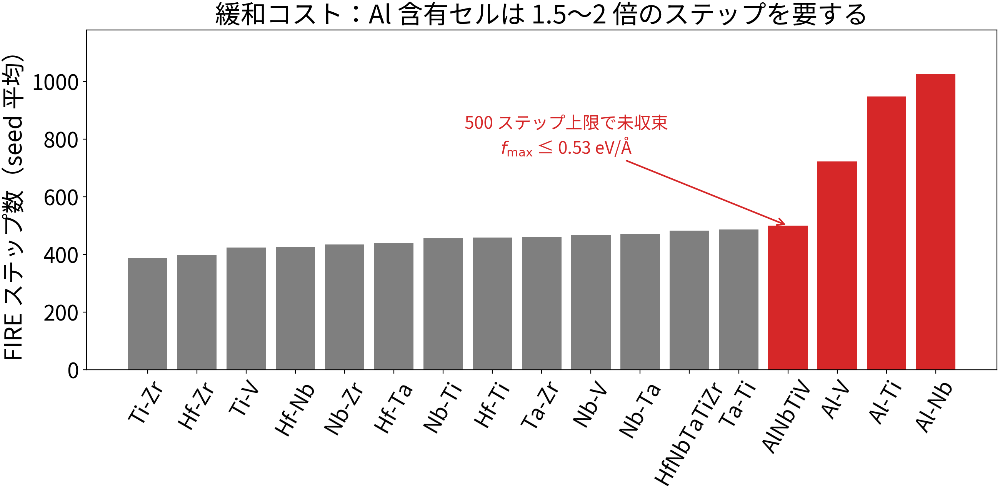 緩和コスト：Al 含有セルは 1.5～2 倍のステップを要する
FIRE ステップ数（seed 平均）
1000
800
600
400
200
0
500 ステップ上限で未収束
fmax ≤ 0.53 eV/Å
Ti-Zr
Hf-Zr
Ti-V
Hf-Nb
Nb-Zr
Hf-Ta
Nb-Ti
Hf-Ti
Ta-Zr
Nb-V
Nb-Ta
HfNbTaTiZr
Ta-Ti
AlNbTiV
Al-V
Al-Ti
Al-Nb